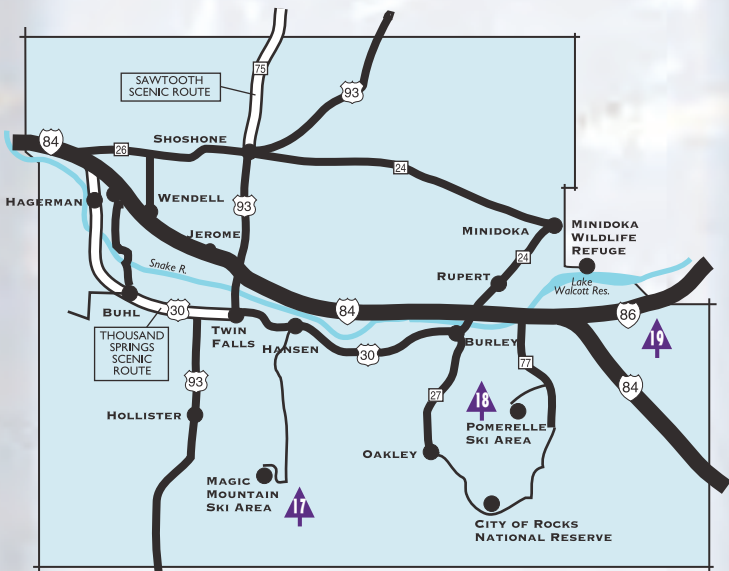 75
SAWTOOTH
SCENIC ROUTE
93
84
26
SHOSHONE
24
HAGERMAN
WENDELL
93
JEROME
MINIDOKA
MINIDOKA
WILDLIFE
REFUGE
24
Snake R.
RUPERT
Lake
Walcott Res.
BUHL
30
84
86
TWIN
FALLS
HANSEN
THOUSAND
SPRINGS
SCENIC
ROUTE
30
BURLEY
19
77
93
84
27
18
HOLLISTER
POMERELLE
SKI AREA
OAKLEY
MAGIC
MOUNTAIN
SKI AREA
17
CITY OF ROCKS
NATIONAL RESERVE